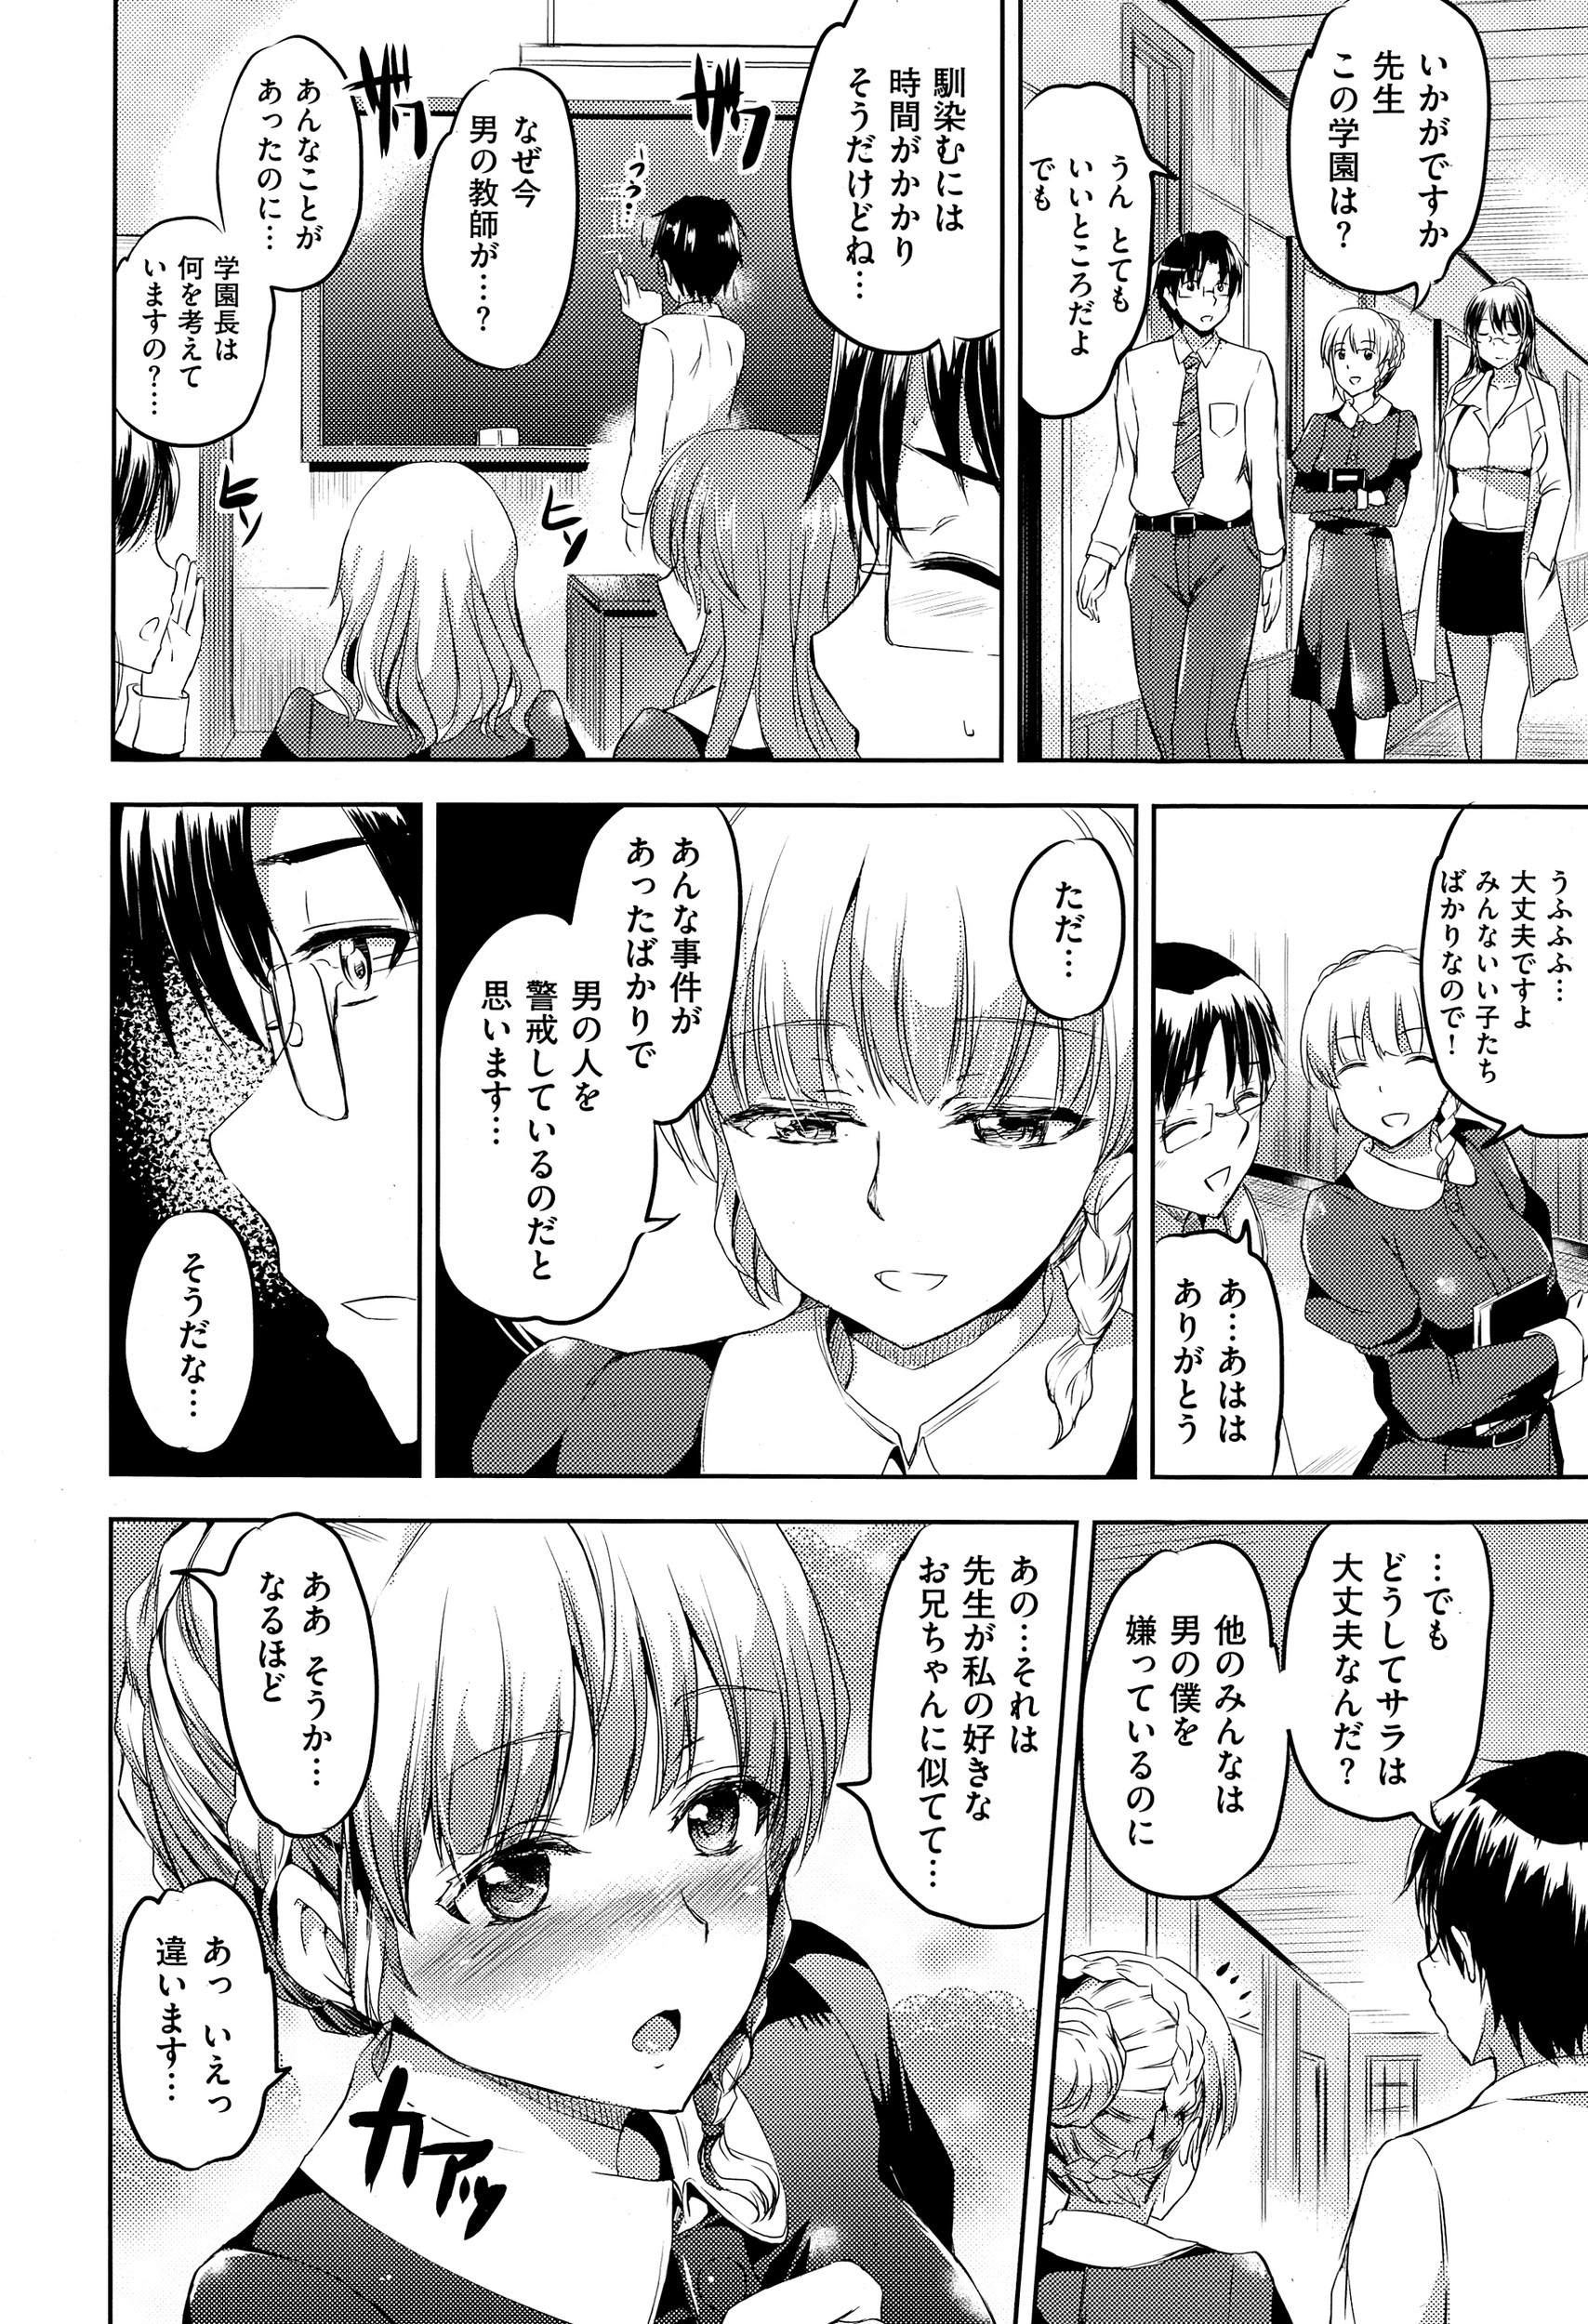 いかがですか
先生
この学園は？
うん とても
いいところだよ
でも
馴染むには
時間がかかり
そうだけどね…
ザワ
っう…
なぜ今
男の教師が…？
ザワ
あんなことが
あったのに…
学園長は
何を考えて
いますの？…
ヒソ
ヒソ
うふふふ…
大丈夫ですよ
みんないい子たち
ばかりなので！
あ…あはは
ありがとう
ただ…
あんな事件が
あったばかりで
男の人を
警戒しているのだと
思います…
そうだな…
…でも
どうしてサラは
大丈夫なんだ？
他のみんなは
男の僕を
嫌っているのに
あの…それは
先生が私の好きな
お兄ちゃんに似てて…
ああ そうか…
なるほど
あっ いえっ
違います…
カアッ